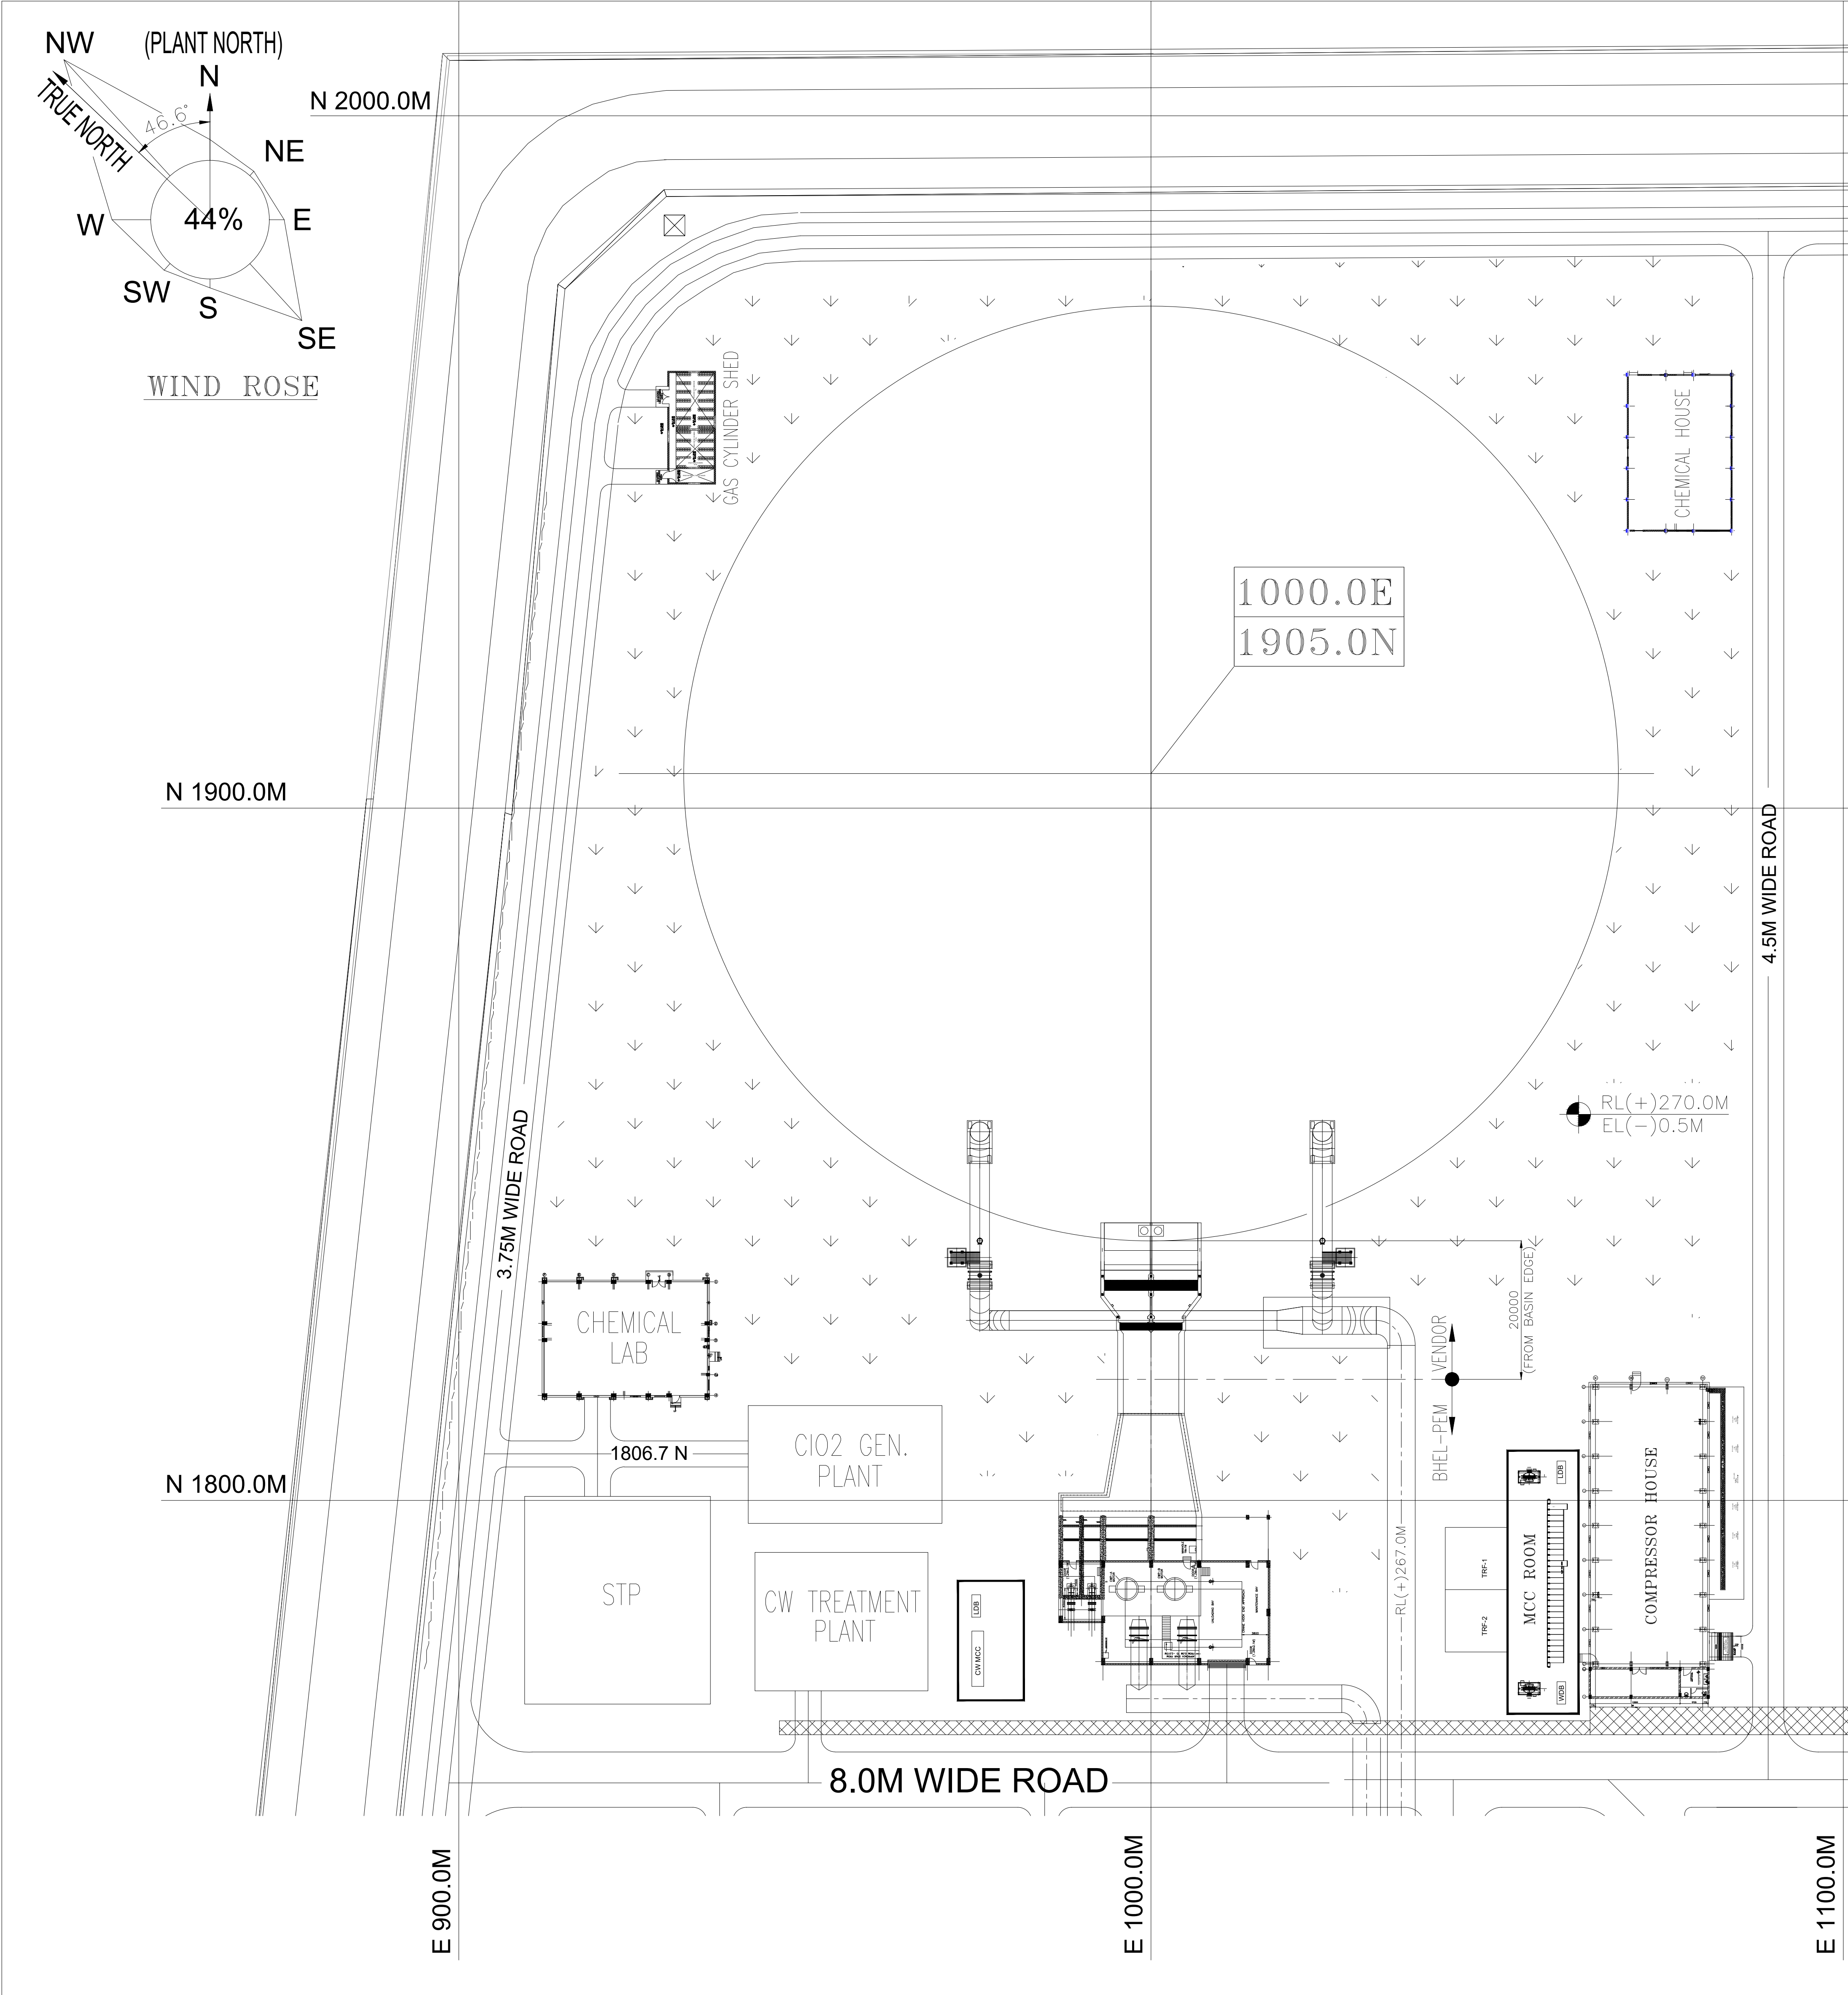 NW
(PLANT NORTH)
N
TRUE NORTH
46.6°
NE
W
44%
E
SW
S
SE
WIND ROSE
N 2000.0M
GAS CYLINDER SHED
CHEMICAL HOUSE
1000.0E
1905.0N
N 1900.0M
4.5M WIDE ROAD
RL(+)270.0M
EL(-)0.5M
3.75M WIDE ROAD
20000
(FROM BASIN EDGE)
VENDOR
BHEL-PEM
CHEMICAL
LAB
1806.7 N
ClO2 GEN.
PLANT
N 1800.0M
STP
CW TREATMENT
PLANT
LDB
CW MCC
UNLOADING BAY
MAINTENANCE BAY
RL(+)267.0M
TRF-1
TRF-2
LDB
MCC ROOM
WDB
COMPRESSOR HOUSE
8.0M WIDE ROAD
E 900.0M
E 1000.0M
E 1100.0M